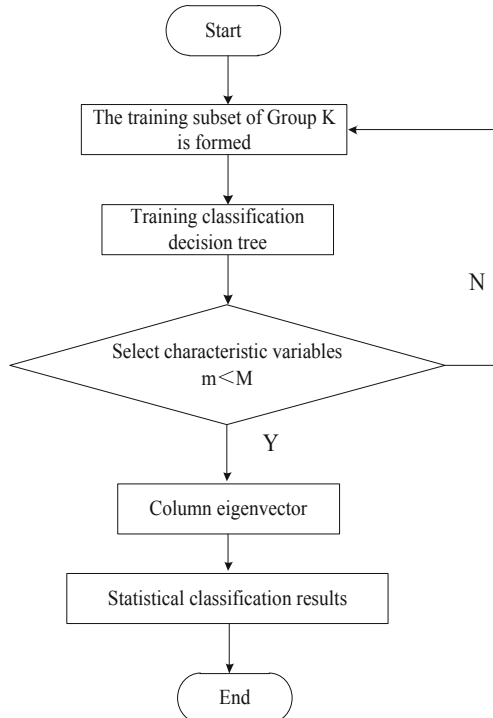 Start
The training subset of Group K
is formed
Training classification
decision tree
N
Select characteristic variables
m<M
Y
Column eigenvector
Statistical classification results
End